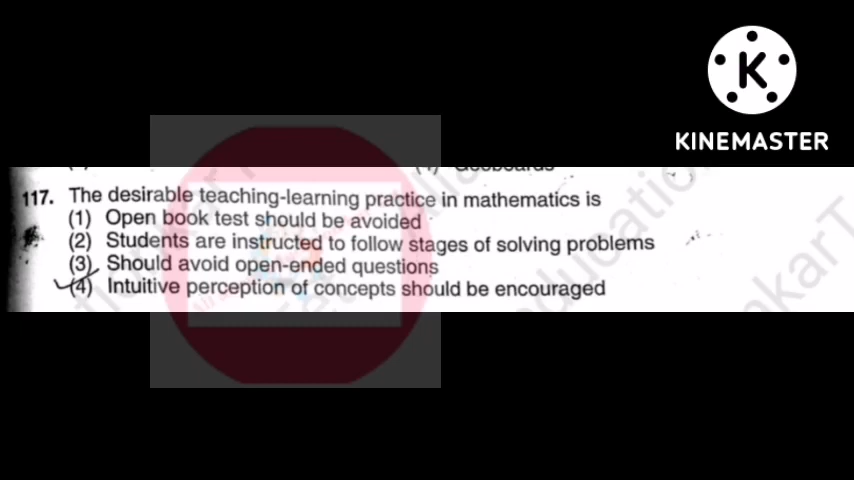 K
KINEMASTER
Geoboards
117. The desirable teaching-learning practice in mathematics is
(1) Open book test should be avoided
(2) Students are instructed to follow stages of solving problems
(3) Should avoid open-ended questions
(4) Intuitive perception of concepts should be encouraged